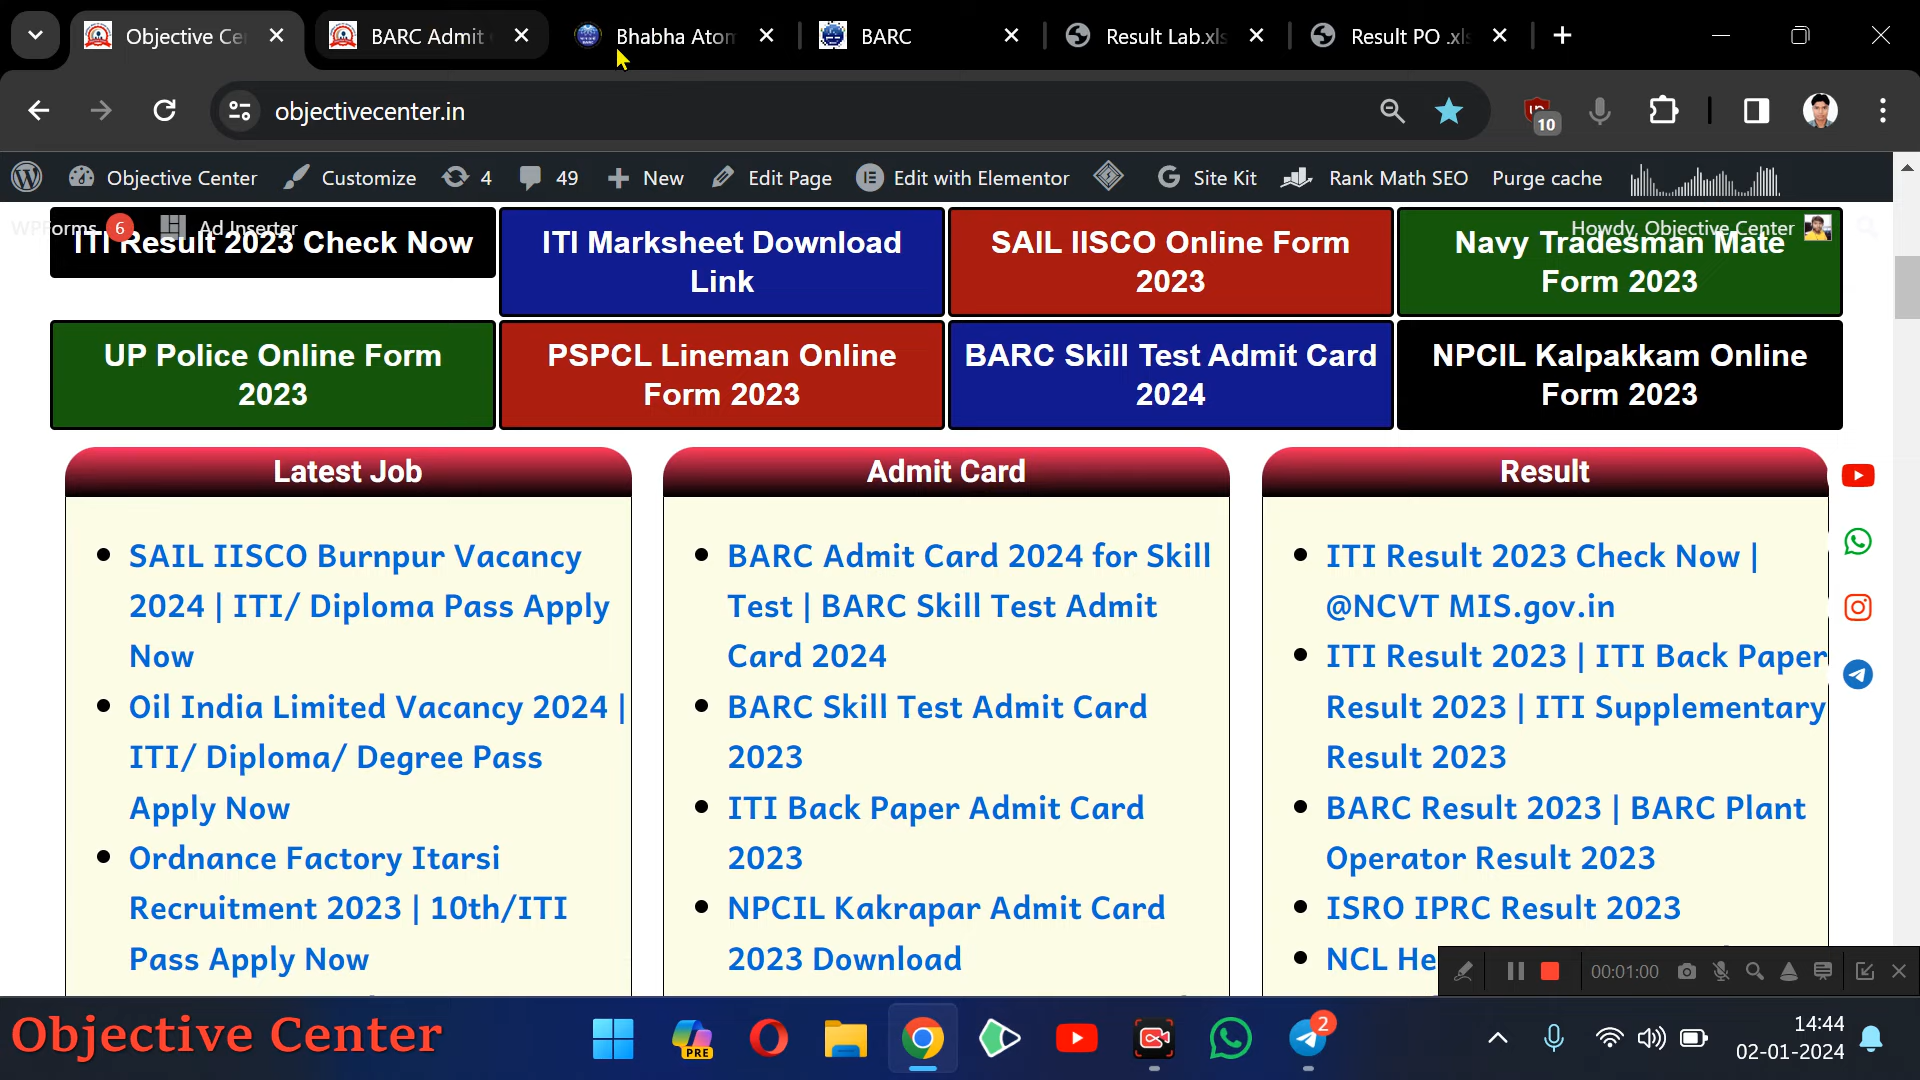 Objective Ce
BARC Admit
Bhabha Atom
BARC
Result Lab.xls
Result PO .xls
objectivecenter.in
10
Objective Center
Customize
4
49
New
Edit Page
Edit with Elementor
Site Kit
Rank Math SEO
Purge cache
WPForms 6
Ad Inserter
Howdy, Objective Center
ITI Result 2023 Check Now
ITI Marksheet Download
Link
SAIL IISCO Online Form
2023
Navy Tradesman Mate
Form 2023
UP Police Online Form
2023
PSPCL Lineman Online
Form 2023
BARC Skill Test Admit Card
2024
NPCIL Kalpakkam Online
Form 2023
Latest Job
SAIL IISCO Burnpur Vacancy
2024 | ITI/ Diploma Pass Apply
Now
Oil India Limited Vacancy 2024 |
ITI/ Diploma/ Degree Pass
Apply Now
Ordnance Factory Itarsi
Recruitment 2023 | 10th/ITI
Pass Apply Now
Admit Card
BARC Admit Card 2024 for Skill
Test | BARC Skill Test Admit
Card 2024
BARC Skill Test Admit Card
2023
ITI Back Paper Admit Card
2023
NPCIL Kakrapar Admit Card
2023 Download
Result
ITI Result 2023 Check Now |
@NCVT MIS.gov.in
ITI Result 2023 | ITI Back Paper
Result 2023 | ITI Supplementary
Result 2023
BARC Result 2023 | BARC Plant
Operator Result 2023
ISRO IPRC Result 2023
NCL He
00:01:00
Objective Center
PRE
2
14:44
02-01-2024